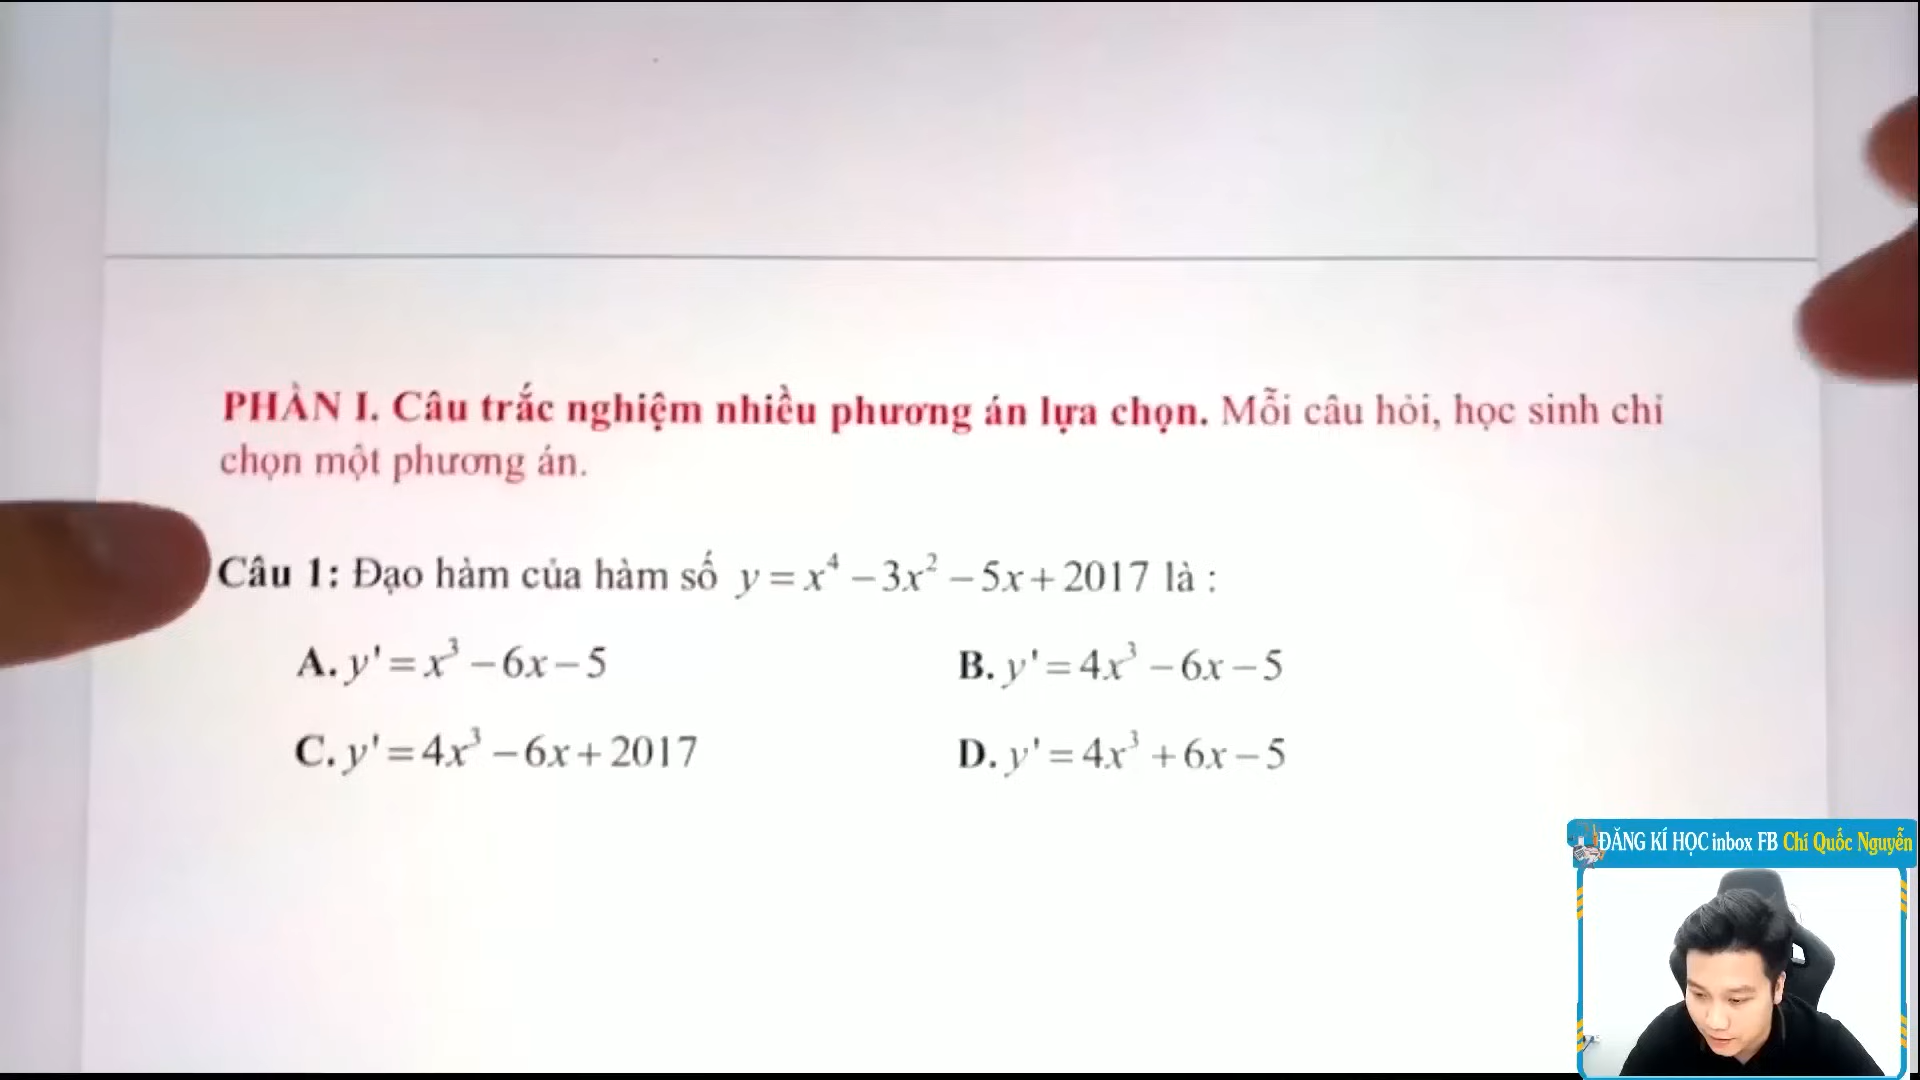 PHẦN I. Câu trắc nghiệm nhiều phương án lựa chọn. Mỗi câu hỏi, học sinh chỉ
chọn một phương án.
Câu 1: Đạo hàm của hàm số y = x⁴ − 3x² − 5x + 2017 là :
A. y' = x³ − 6x − 5
B. y' = 4x³ − 6x − 5
C. y' = 4x³ − 6x + 2017
D. y' = 4x³ + 6x − 5
ĐĂNG KÍ HỌC inbox FB Chí Quốc Nguyễn